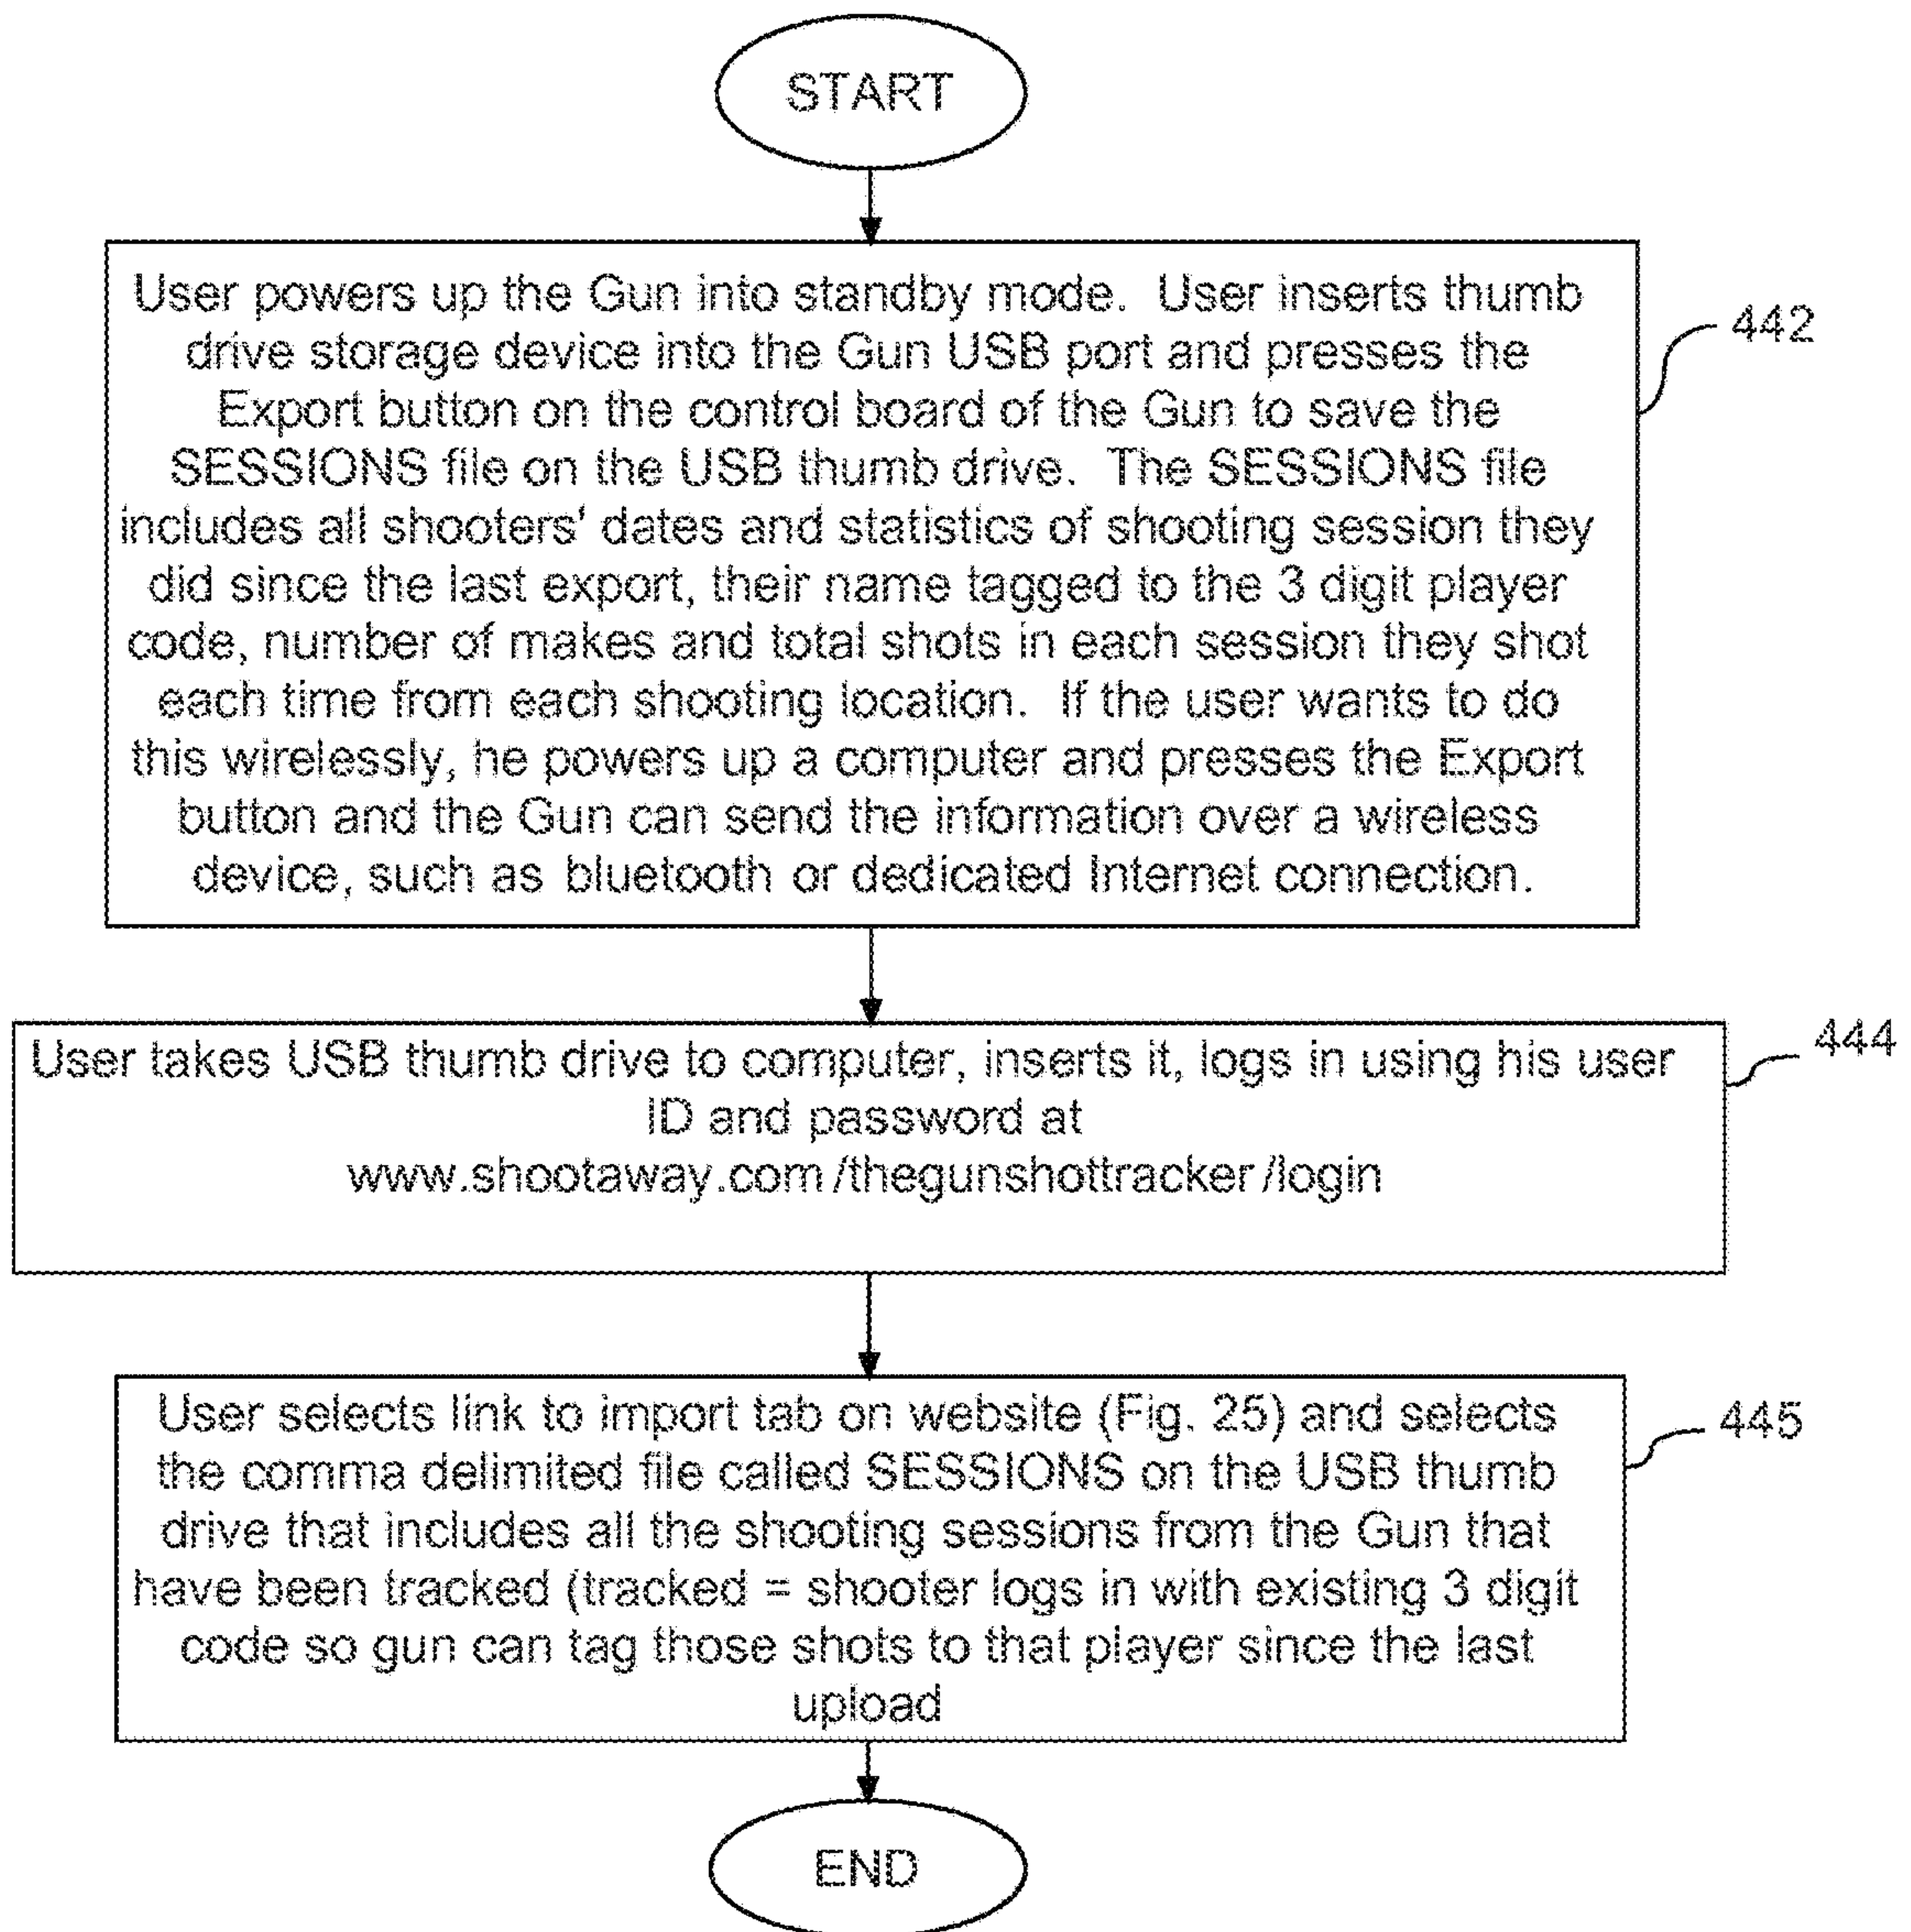 START
User powers up the Gun into standby mode.  User inserts thumb
drive storage device into the Gun USB port and presses the
Export button on the control board of the Gun to save the
SESSIONS file on the USB thumb drive.  The SESSIONS file
includes all shooters' dates and statistics of shooting session they
did since the last export, their name tagged to the 3 digit player
code, number of makes and total shots in each session they shot
each time from each shooting location.  If the user wants to do
this wirelessly, he powers up a computer and presses the Export
button and the Gun can send the information over a wireless
device, such as bluetooth or dedicated Internet connection.
442
User takes USB thumb drive to computer, inserts it, logs in using his user
ID and password at
www.shootaway.com/thegunshottracker/login
444
User selects link to import tab on website (Fig. 25) and selects
the comma delimited file called SESSIONS on the USB thumb
drive that includes all the shooting sessions from the Gun that
have been tracked (tracked = shooter logs in with existing 3 digit
code so gun can tag those shots to that player since the last
upload
445
END